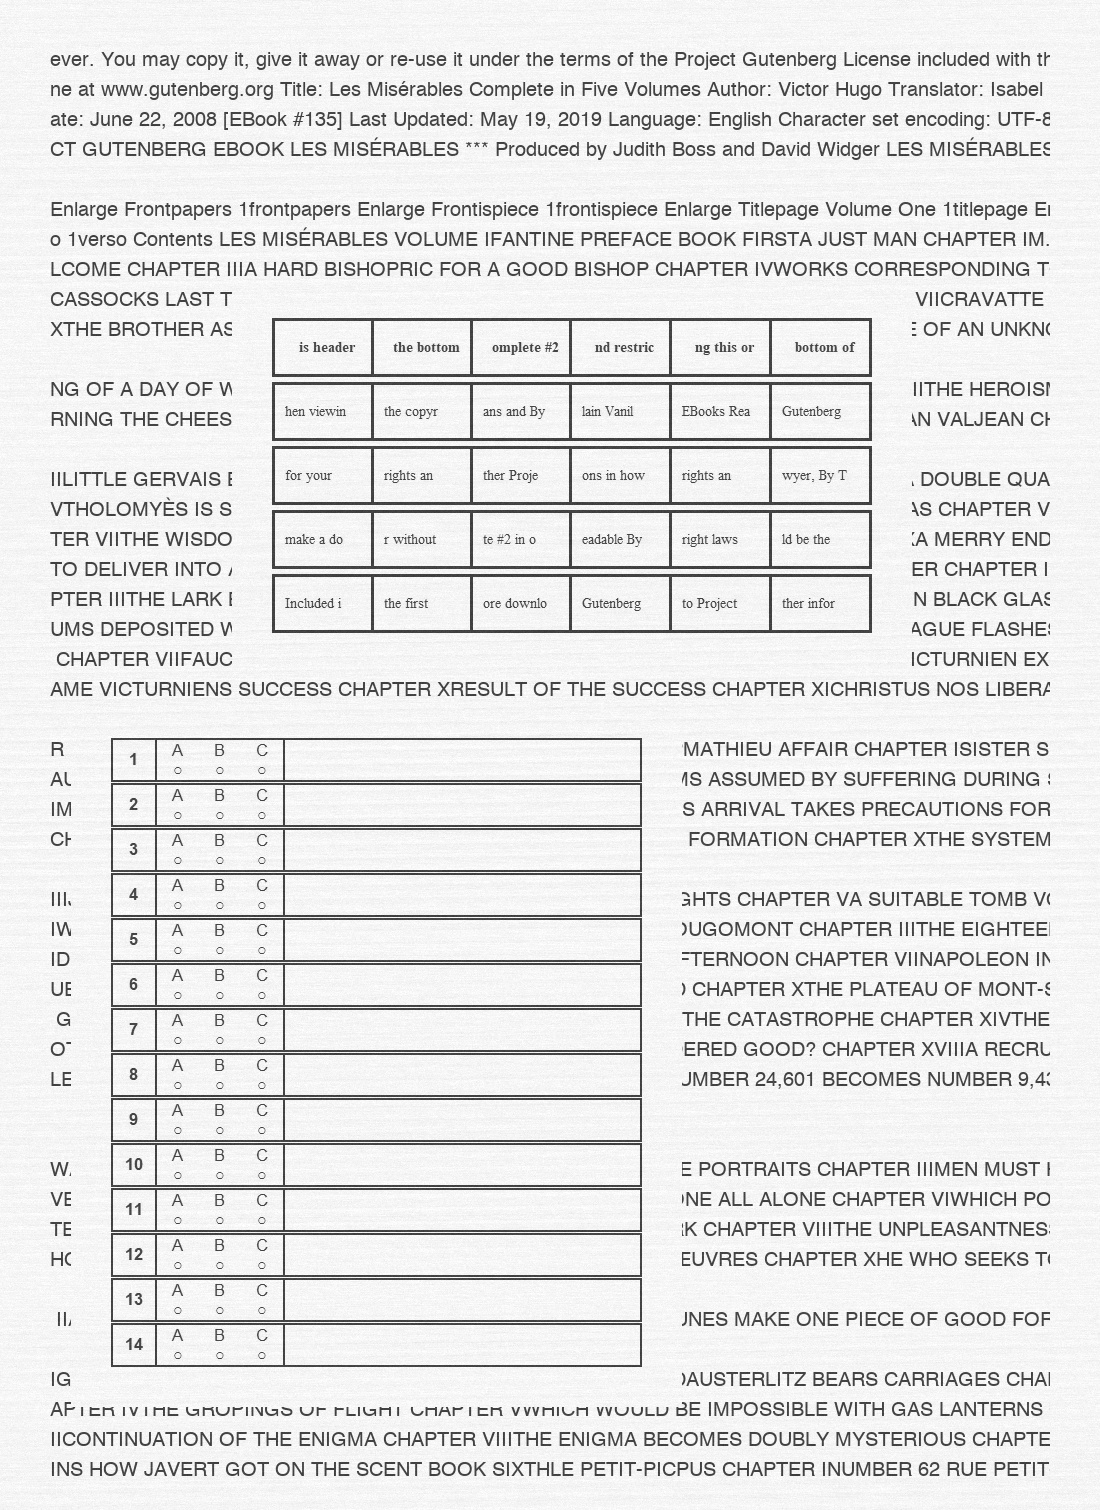 ever. You may copy it, give it away or re-use it under the terms of the Project Gutenberg License included with
ne at www.gutenberg.org Title: Les Misérables Complete in Five Volumes Author: Victor Hugo Translator: Isabel
ate: June 22, 2008 [EBook #135] Last Updated: May 19, 2019 Language: English Character set encoding: UTF-8
CT GUTENBERG EBOOK LES MISÉRABLES *** Produced by Judith Boss and David Widger LES MISÉRABLES
Enlarge Frontpapers 1frontpapers Enlarge Frontispiece 1frontispiece Enlarge Titlepage Volume One 1titlepage
o 1verso Contents LES MISÉRABLES VOLUME IFANTINE PREFACE BOOK FIRSTA JUST MAN CHAPTER IM.
LCOME CHAPTER IIIA HARD BISHOPRIC FOR A GOOD BISHOP CHAPTER IVWORKS CORRESPONDING
CASSOCKS LAST T VIICRAVATTE
XTHE BROTHER AS OF AN UNKNO
is header the bottom omplete #2 nd restric ng this or bottom of
NG OF A DAY OF IITHE HEROISM
hen viewin the copyr ans and By lain Vanil EBooks Rea Gutenberg
RNING THE CHEES AN VALJEAN
IILITTLE GERVAIS DOUBLE QUA
for your rights an ther Proje ons in how rights an wyer, By T
VTHOLOMYÈS IS S AS CHAPTER V
TER VIITHE WISDO A MERRY END
make a do r without te #2 in o eadable By right laws ld be the
TO DELIVER INTO ER CHAPTER I
PTER IIITHE LARK N BLACK GLAS
Included i the first ore downlo Gutenberg to Project ther infor
UMS DEPOSITED AGUE FLASHES
CHAPTER VIIFAUC ICTURNIEN EX
AME VICTURNIENS SUCCESS CHAPTER XRESULT OF THE SUCCESS CHAPTER XICHRISTUS NOS LIBERA
R MATHIEU AFFAIR CHAPTER ISISTER S
1 A B C
AU MS ASSUMED BY SUFFERING DURING
2 A B C
IM S ARRIVAL TAKES PRECAUTIONS FOR
3 A B C
CH FORMATION CHAPTER XTHE SYSTEM
4 A B C
III GHTS CHAPTER VA SUITABLE TOMB
IW OUGOMONT CHAPTER IIITHE EIGHTEE
5 A B C
ID FTERNOON CHAPTER VIINAPOLEON IN
6 A B C
UE CHAPTER XTHE PLATEAU OF MONT-S
G THE CATASTROPHE CHAPTER XIVTHE
7 A B C
OT ERED GOOD? CHAPTER XVIIIA RECRU
8 A B C
LE UMBER 24,601 BECOMES NUMBER 9,43
9 A B C
10 A B C
WA E PORTRAITS CHAPTER IIIMEN MUST
VE ONE ALL ALONE CHAPTER VIWHICH PO
11 A B C
TE RK CHAPTER VIIITHE UNPLEASANTNESS
12 A B C
HO EUVRES CHAPTER XHE WHO SEEKS TO
13 A B C
II UNES MAKE ONE PIECE OF GOOD FOR
14 A B C
IG AUSTERLITZ BEARS CARRIAGES CHA
APTER IVTHE GROPINGS OF FLIGHT CHAPTER VWHICH WOULD BE IMPOSSIBLE WITH GAS LANTERNS
IICONTINUATION OF THE ENIGMA CHAPTER VIIITHE ENIGMA BECOMES DOUBLY MYSTERIOUS CHAPTE
INS HOW JAVERT GOT ON THE SCENT BOOK SIXTHLE PETIT-PICPUS CHAPTER INUMBER 62 RUE PETIT